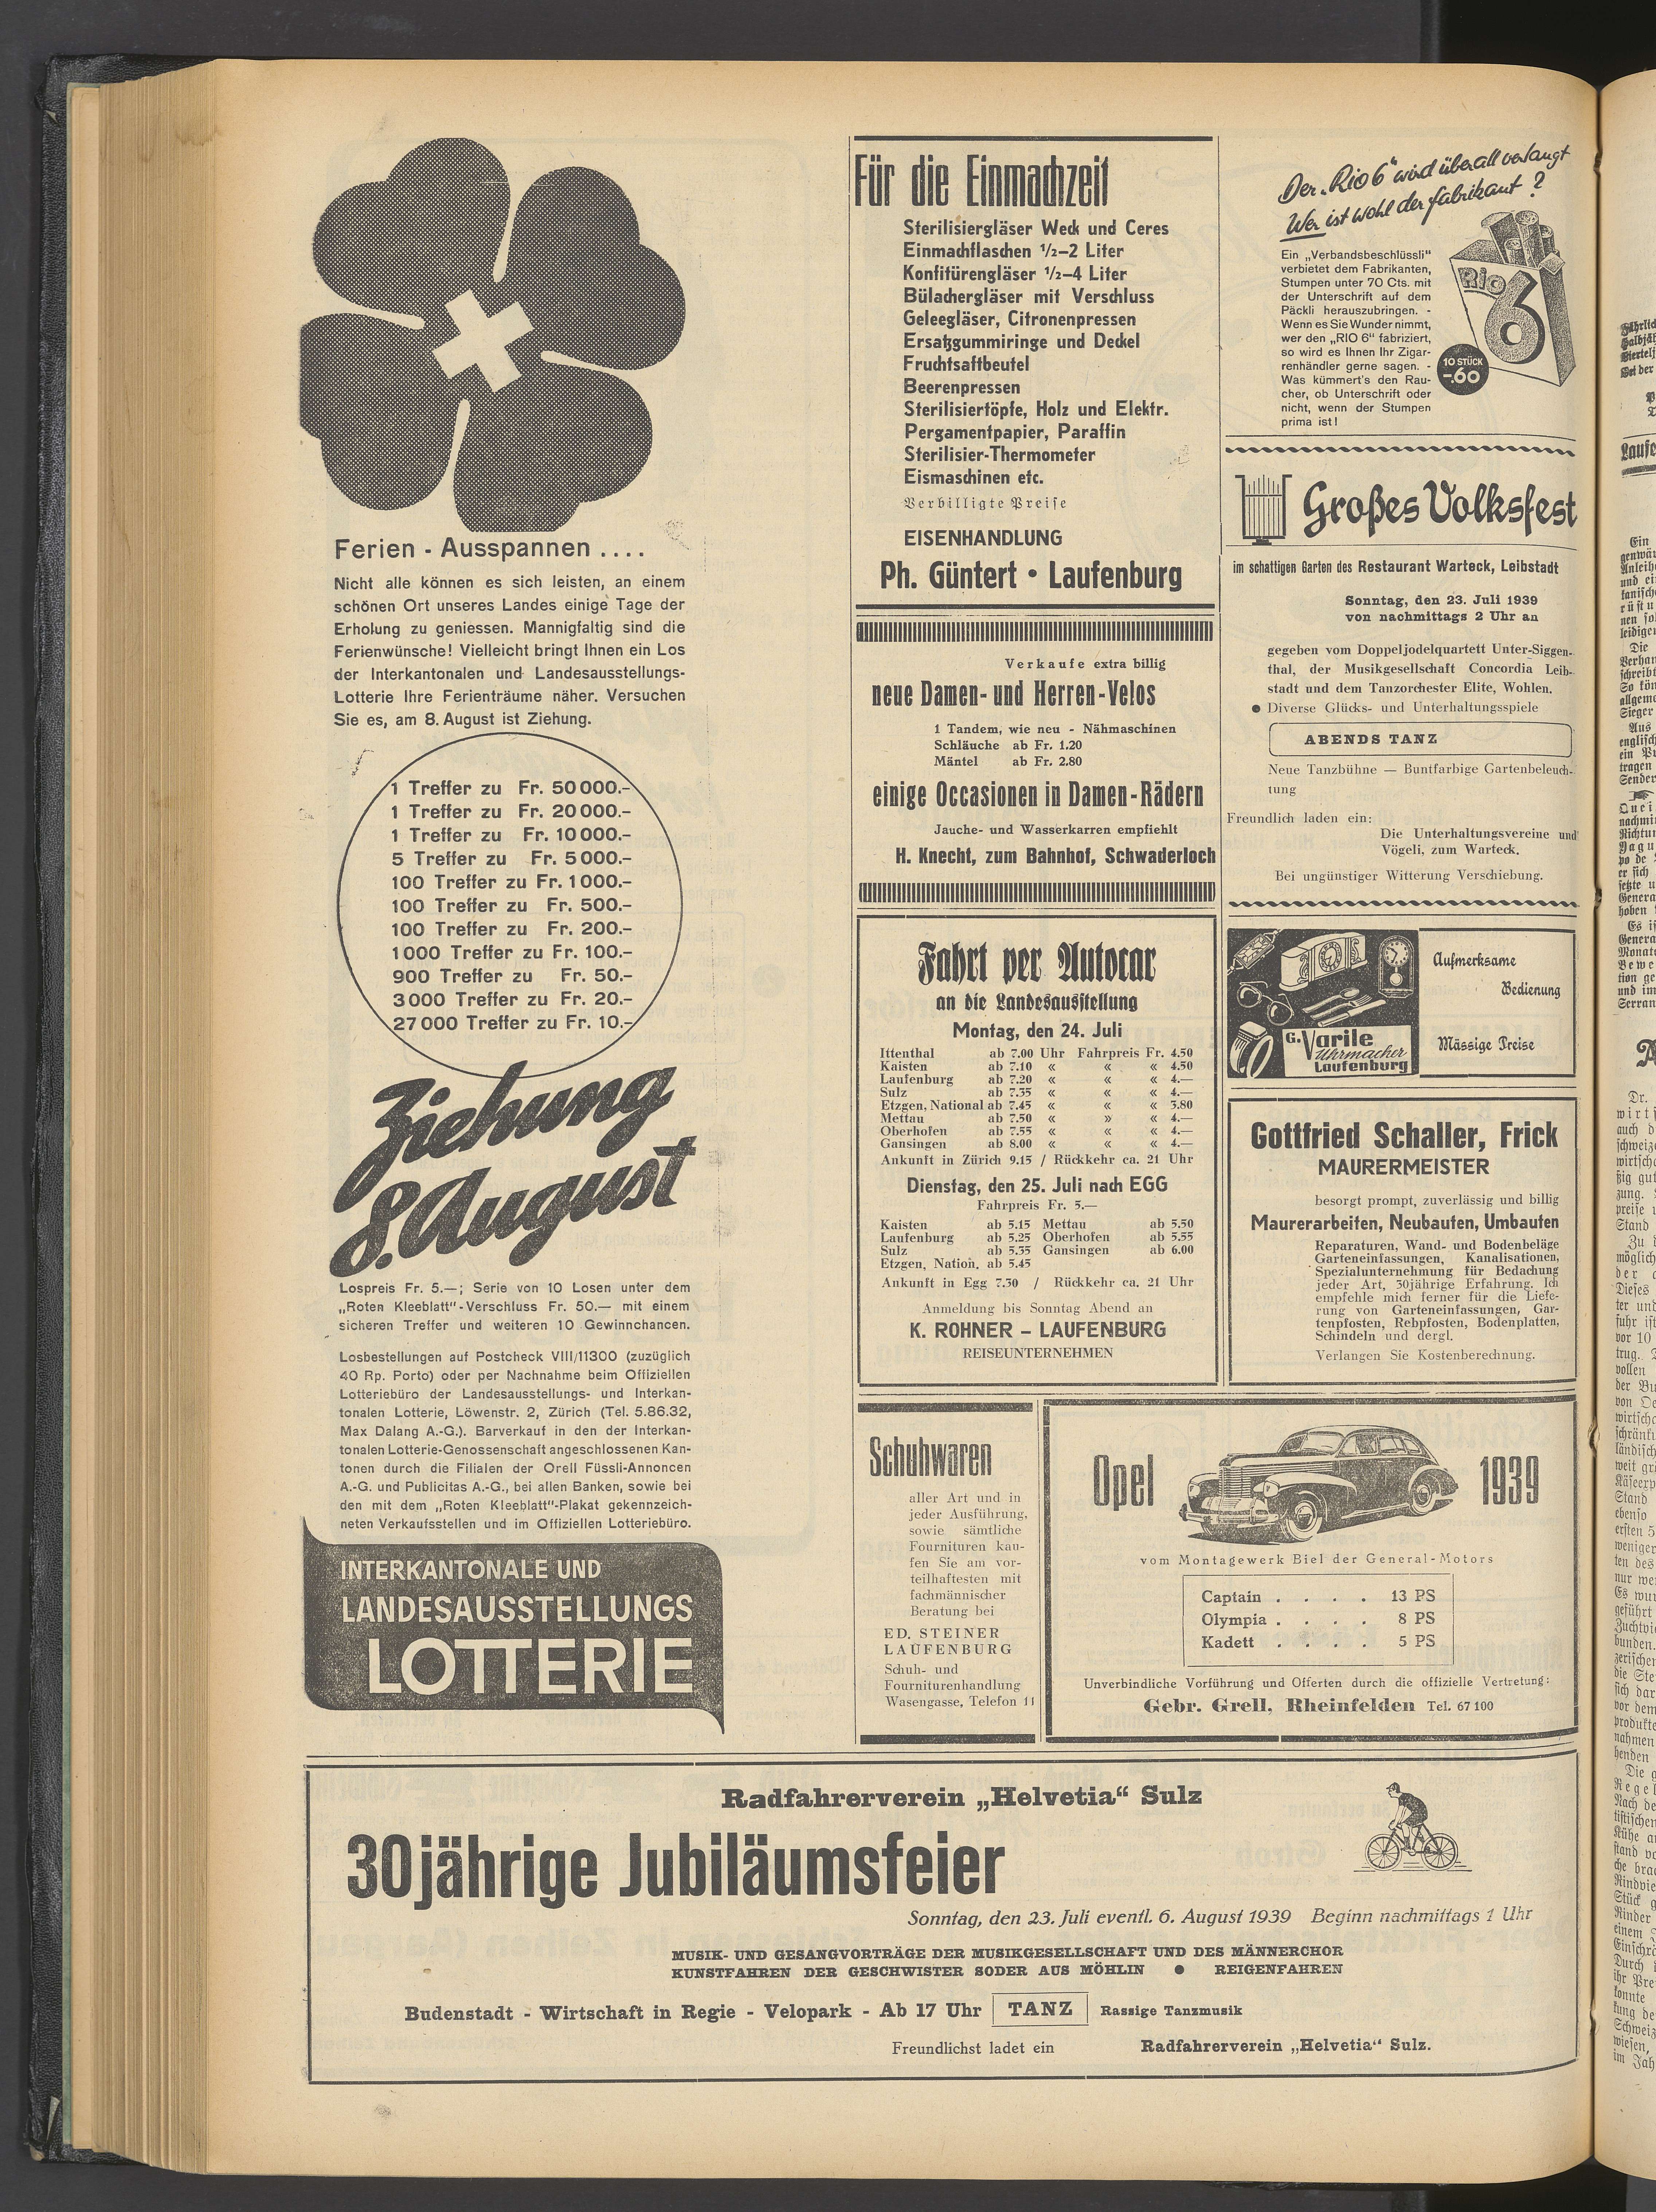 Ferien - Ausspannen ....
Nicht alle können es sich leisten, an einem
schönen Ort unseres Landes einige Tage der
Erholung zu geniessen. Mannigfaltig sind die
Ferienwünsche! Vielleicht bringt Ihnen ein Los
der Interkantonalen und Landesausstellungs-
Lotterie Ihre Ferienträume näher. Versuchen
Sie es, am 8. August ist Ziehung.
1 Treffer zu Fr. 50 000.-
1 Treffer zu Fr. 20 000.-
1 Treffer zu Fr. 10 000.-
5 Treffer zu Fr. 5 000.-
100 Treffer zu Fr. 1 000.-
100 Treffer zu Fr. 500.-
100 Treffer zu Fr. 200.-
1 000 Treffer zu Fr. 100.-
900 Treffer zu Fr. 50.-
3 000 Treffer zu Fr. 20.-
27 000 Treffer zu Fr. 10.-
Ziehung
8. August
Lospreis Fr. 5.—; Serie von 10 Losen unter dem
„Roten Kleeblatt"-Verschluss Fr. 50.— mit einem
sicheren Treffer und weiteren 10 Gewinnchancen.
Losbestellungen auf Postcheck VIII/11300 (zuzüglich
40 Rp. Porto) oder per Nachnahme beim Offiziellen
Lotteriebüro der Landesausstellungs- und Interkan-
tonalen Lotterie, Löwenstr. 2, Zürich (Tel. 5.86.32,
Max Dalang A.-G.). Barverkauf in den der Interkan-
tonalen Lotterie-Genossenschaft angeschlossenen Kan-
tonen durch die Filialen der Orell Füssli-Annoncen
A.-G. und Publicitas A.-G., bei allen Banken, sowie bei
den mit dem „Roten Kleeblatt"-Plakat gekennzeich-
neten Verkaufsstellen und im Offiziellen Lotteriebüro.
INTERKANTONALE UND
LANDESAUSSTELLUNGS
LOTTERIE
Für die Einmachzeit
Sterilisiergläser Weck und Ceres
Einmachflaschen 1/2–2 Liter
Konfitürengläser 1/2–4 Liter
Bülachergläser mit Verschluss
Geleegläser, Citronenpressen
Ersatzgummiringe und Deckel
Fruchtsaftbeutel
Beerenpressen
Sterilisiertöpfe, Holz und Elektr.
Pergamentpapier, Paraffin
Sterilisier-Thermometer
Eismaschinen etc.
Verbilligte Preise
EISENHANDLUNG
Ph. Güntert • Laufenburg
Verkaufe extra billig
neue Damen- und Herren-Velos
1 Tandem, wie neu - Nähmaschinen
Schläuche ab Fr. 1.20
Mäntel ab Fr. 2.80
einige Occasionen in Damen-Rädern
Jauche- und Wasserkarren empfiehlt
H. Knecht, zum Bahnhof, Schwaderloch
Fahrt per Autocar
an die Landesausstellung
Montag, den 24. Juli
Ittenthal ab 7.00 Uhr Fahrpreis Fr. 4.50
Kaisten ab 7.10 « « « 4.50
Laufenburg ab 7.20 « « « 4.—
Sulz ab 7.35 « « « 4.—
Etzgen, National ab 7.45 « « « 3.80
Mettau ab 7.50 « » « 4.—
Oberhofen ab 7.55 « « « 4.—
Gansingen ab 8.00 « « « 4.—
Ankunft in Zürich 9.15 / Rückkehr ca. 21 Uhr
Dienstag, den 25. Juli nach EGG
Fahrpreis Fr. 5.—
Kaisten ab 5.15 Mettau ab 5.50
Laufenburg ab 5.25 Oberhofen ab 5.55
Sulz ab 5.35 Gansingen ab 6.00
Etzgen, Nation. ab 5.45
Ankunft in Egg 7.30 / Rückkehr ca. 21 Uhr
Anmeldung bis Sonntag Abend an
K. ROHNER – LAUFENBURG
REISEUNTERNEHMEN
Der „Rio 6" wird überall verlangt
Wer ist wohl der Fabrikant?
Ein „Verbandsbeschlüssli"
verbietet dem Fabrikanten,
Stumpen unter 70 Cts. mit
der Unterschrift auf dem
Päckli herauszubringen. -
Wenn es Sie Wunder nimmt,
wer den „RIO 6" fabriziert,
so wird es Ihnen Ihr Zigar-
renhändler gerne sagen. -
Was kümmert's den Rau-
cher, ob Unterschrift oder
nicht, wenn der Stumpen
prima ist!
Rio
6
10 STÜCK
-.60
Großes Volksfest
im schattigen Garten des Restaurant Warteck, Leibstadt
Sonntag, den 23. Juli 1939
von nachmittags 2 Uhr an
gegeben vom Doppeljodelquartett Unter-Siggen-
thal, der Musikgesellschaft Concordia Leib-
stadt und dem Tanzorchester Elite, Wohlen.
● Diverse Glücks- und Unterhaltungsspiele
ABENDS TANZ
Neue Tanzbühne — Buntfarbige Gartenbeleuch-
tung
Freundlich laden ein:
Die Unterhaltungsvereine und
Vögeli, zum Warteck.
Bei ungünstiger Witterung Verschiebung.
G. Varile
Uhrmacher
Laufenburg
Aufmerksame
Bedienung
Mässige Preise
Gottfried Schaller, Frick
MAURERMEISTER
besorgt prompt, zuverlässig und billig
Maurerarbeiten, Neubauten, Umbauten
Reparaturen, Wand- und Bodenbeläge
Garteneinfassungen, Kanalisationen,
Spezialunternehmung für Bedachung
jeder Art, 30jährige Erfahrung. Ich
empfehle mich ferner für die Liefe-
rung von Garteneinfassungen, Gar-
tenpfosten, Rebpfosten, Bodenplatten,
Schindeln und dergl.
Verlangen Sie Kostenberechnung.
Schuhwaren
aller Art und in
jeder Ausführung,
sowie sämtliche
Fournituren kau-
fen Sie am vor-
teilhaftesten mit
fachmännischer
Beratung bei
ED. STEINER
LAUFENBURG
Schuh- und
Fourniturenhandlung
Wasengasse, Telefon 11
Opel 1939
vom Montagewerk Biel der General-Motors
Captain . . . . 13 PS
Olympia . . . . 8 PS
Kadett . . . . 5 PS
Unverbindliche Vorführung und Offerten durch die offizielle Vertretung:
Gebr. Grell, Rheinfelden Tel. 67 100
Radfahrerverein „Helvetia“ Sulz
30jährige Jubiläumsfeier
Sonntag, den 23. Juli eventl. 6. August 1939 Beginn nachmittags 1 Uhr
MUSIK- UND GESANGVORTRÄGE DER MUSIKGESELLSCHAFT UND DES MÄNNERCHOR
KUNSTFAHREN DER GESCHWISTER SODER AUS MÖHLIN ● REIGENFAHREN
Budenstadt - Wirtschaft in Regie - Velopark - Ab 17 Uhr TANZ Rassige Tanzmusik
Freundlichst ladet ein Radfahrerverein „Helvetia“ Sulz.